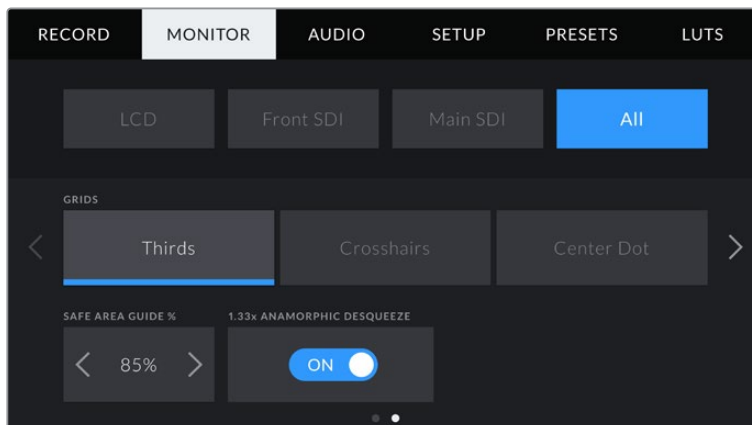 RECORD MONITOR AUDIO SETUP PRESETS LUTS
LCD Front SDI Main SDI All
GRIDS
Thirds Crosshairs Center Dot
SAFE AREA GUIDE % 1.33x ANAMORPHIC DESQUEEZE
85% ON